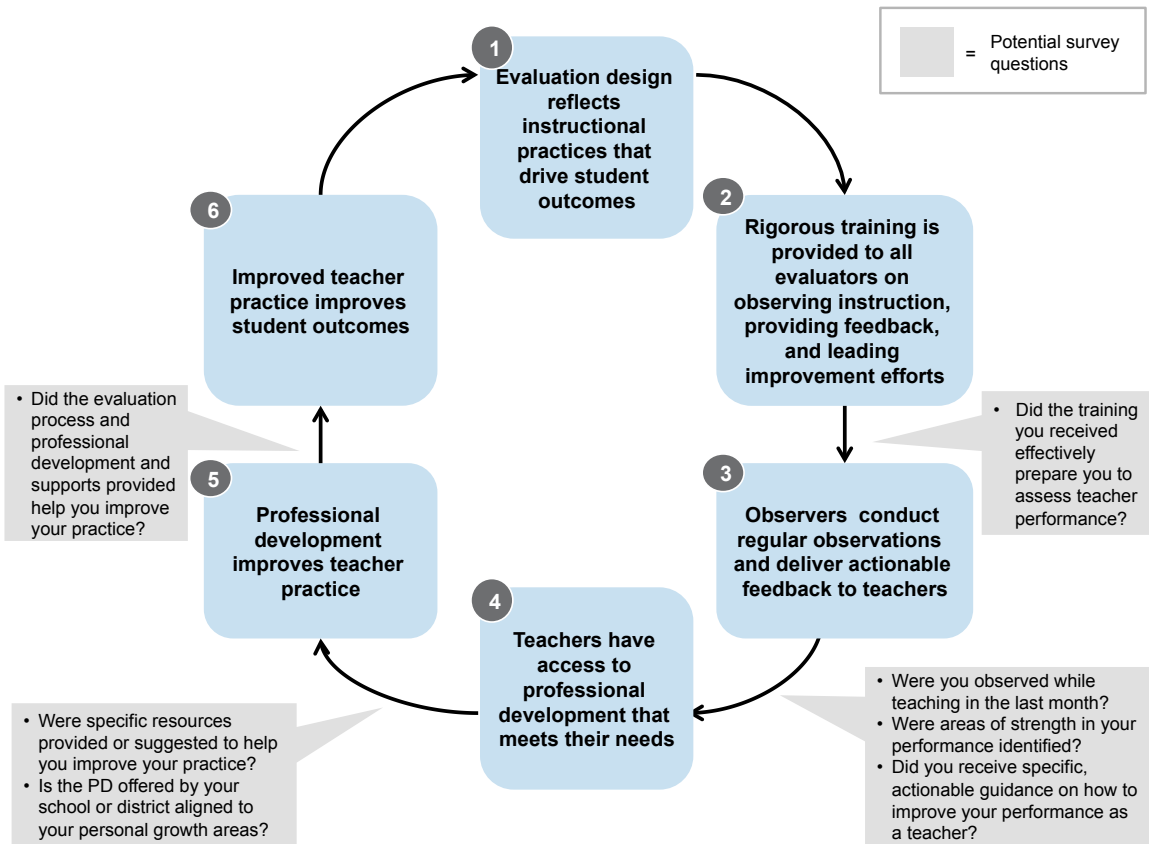 = Potential survey
questions
1
Evaluation design
reflects
instructional
practices that
drive student
outcomes
2
Rigorous training is
provided to all
evaluators on
observing instruction,
providing feedback,
and leading
improvement efforts
• Did the training
you received
effectively
prepare you to
assess teacher
performance?
3
Observers conduct
regular observations
and deliver actionable
feedback to teachers
• Were you observed while
teaching in the last month?
• Were areas of strength in your
performance identified?
• Did you receive specific,
actionable guidance on how to
improve your performance as
a teacher?
4
Teachers have
access to
professional
development that
meets their needs
• Were specific resources
provided or suggested to help
you improve your practice?
• Is the PD offered by your
school or district aligned to
your personal growth areas?
5
Professional
development
improves teacher
practice
• Did the evaluation
process and
professional
development and
supports provided
help you improve
your practice?
6
Improved teacher
practice improves
student outcomes